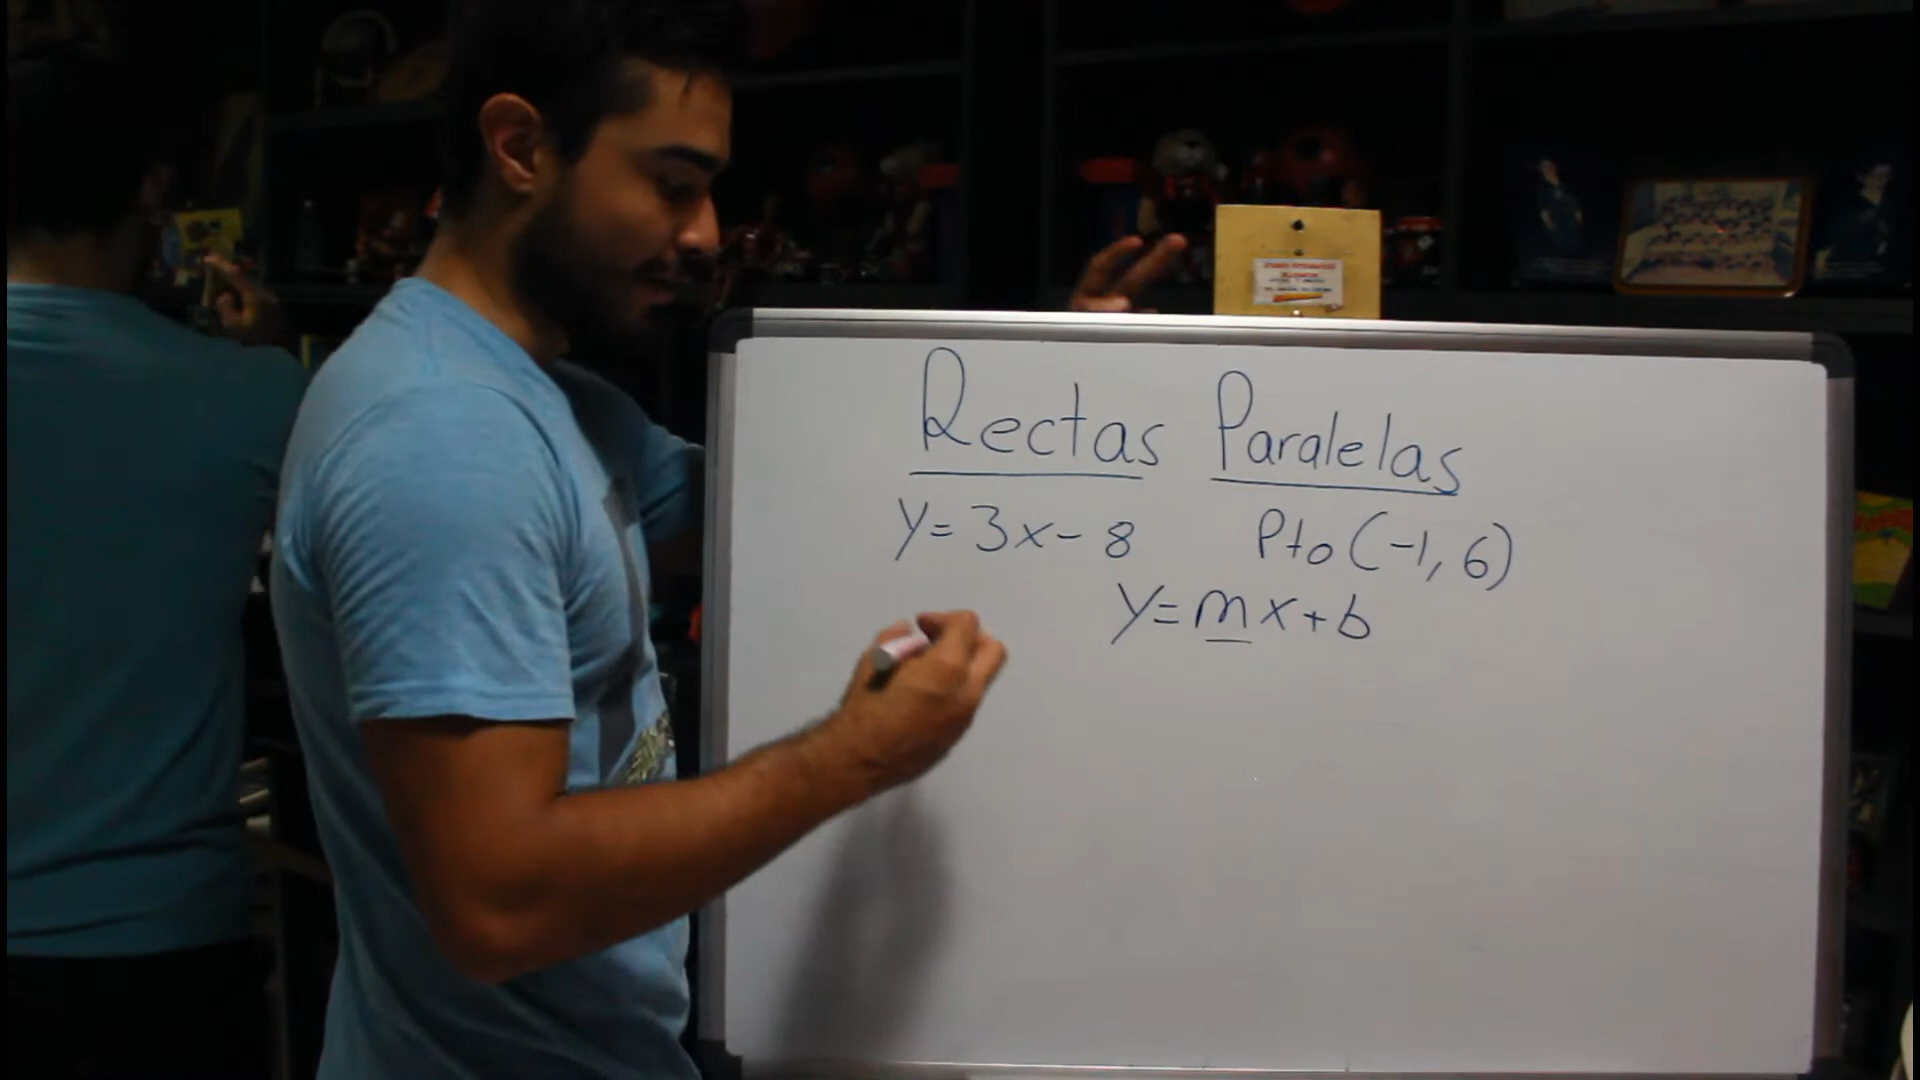 Rectas Paralelas
y=3x-8 Pto(-1,6)
y=mx+b